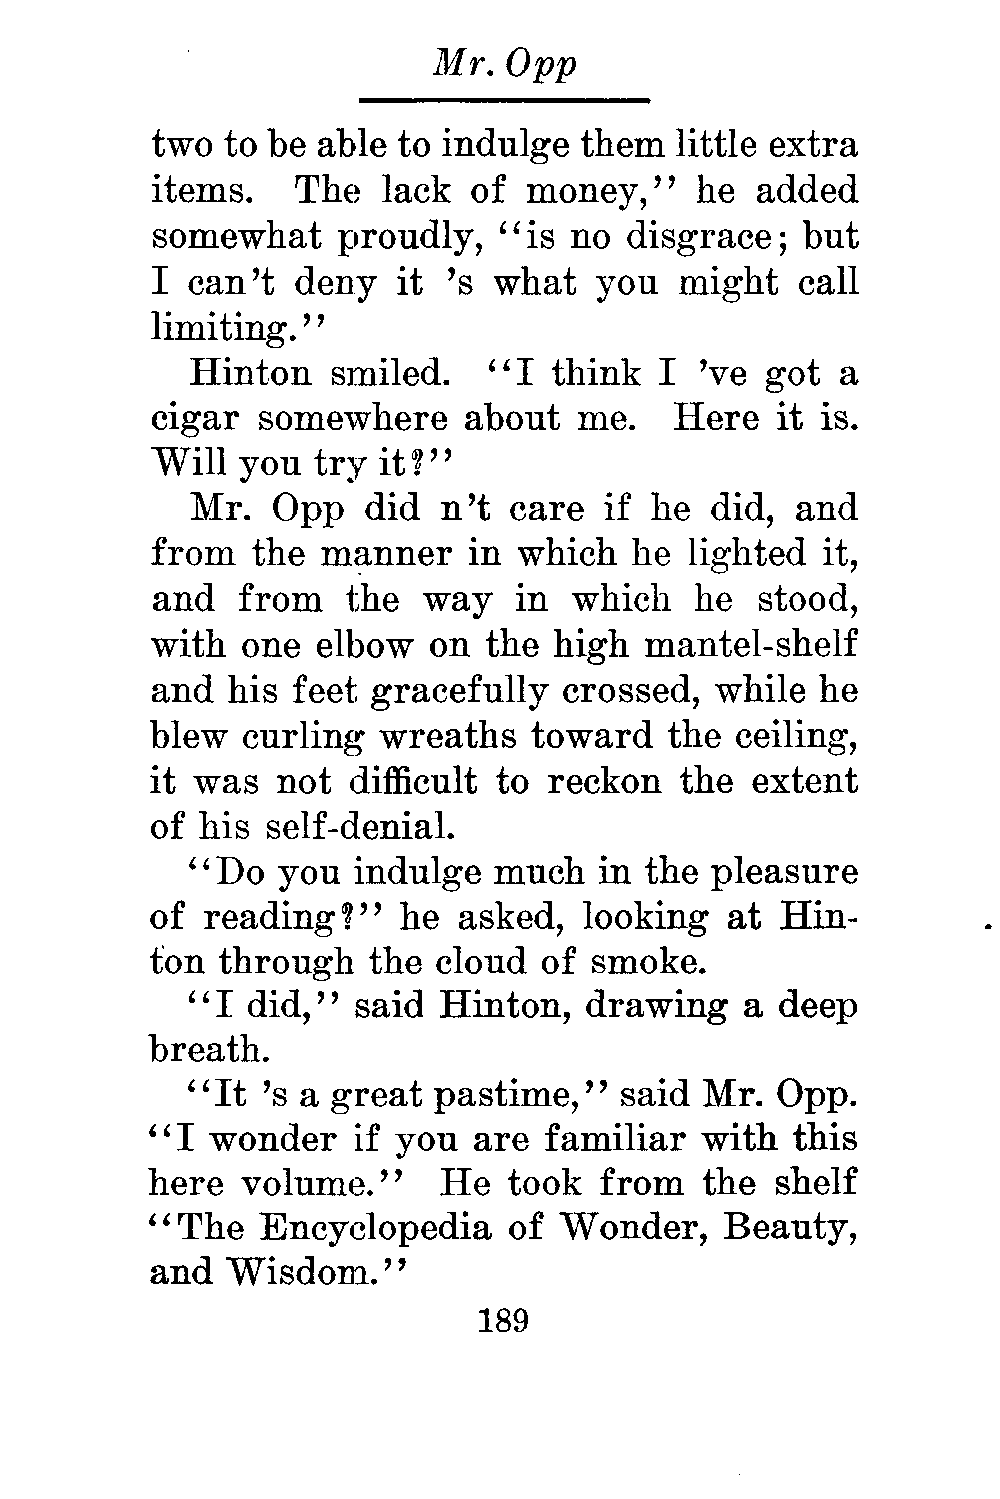 Mr. Opp
two to be able to indulge them little extra
items. The lack of money,'' he added
somewhat proudly, ''is no disgrace; but
I can't deny it 's what you might call
limiting.''
Hinton smiled. ''I think I 've got a
cigar somewhere about me. Here it is.
Will you try it?''
Mr. Opp did n't care if he did, and
from the manner in which he lighted it,
and from the way in which he stood,
with one elbow on the high mantel-shelf
and his feet gracefully crossed, while he
blew curling wreaths toward the ceiling,
it was not difficult to reckon the extent
of his self-denial.
''Do you indulge much in the pleasure
of reading?'' he asked, looking at Hin-
ton through the cloud of smoke.
''I did,'' said Hinton, drawing a deep
breath.
''It 's a great pastime,'' said Mr. Opp.
''I wonder if you are familiar with this
here volume.'' He took from the shelf
''The Encyclopedia of Wonder, Beauty,
and Wisdom.''
189